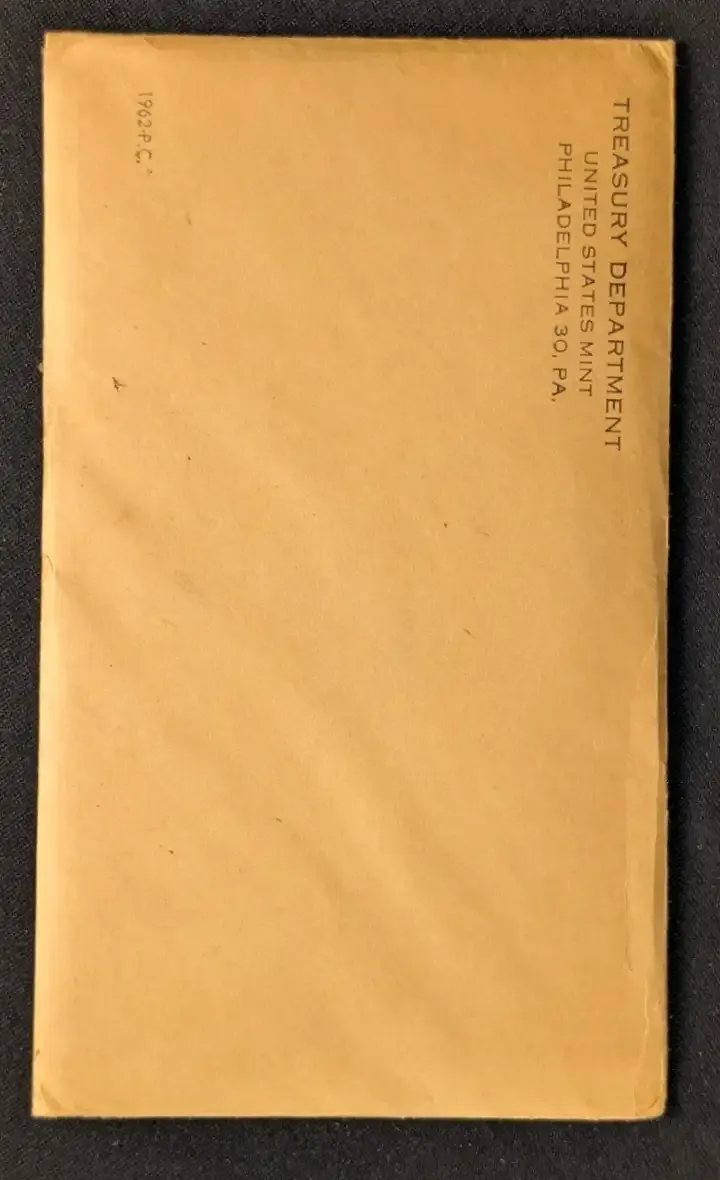 TREASURY DEPARTMENT
UNITED STATES MINT
PHILADELPHIA 30, PA.
1962-P.C.